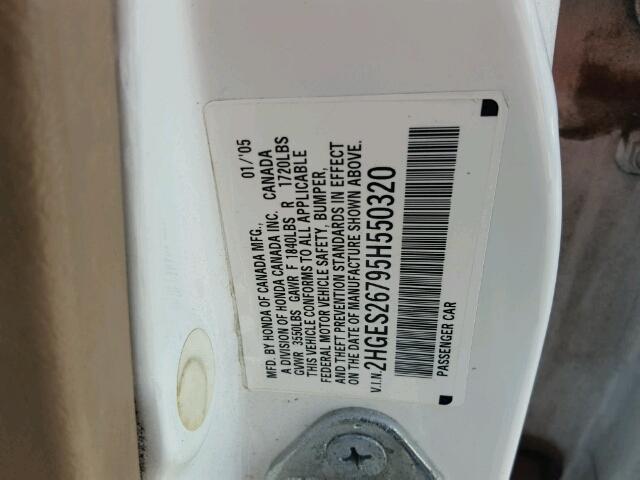 MFD. BY HONDA OF CANADA MFG., 01/'05
A DIVISION OF HONDA CANADA INC. CANADA
GVWR 3550LBS GAWR F 1840LBS R 1720LBS
THIS VEHICLE CONFORMS TO ALL APPLICABLE
FEDERAL MOTOR VEHICLE SAFETY, BUMPER,
AND THEFT PREVENTION STANDARDS IN EFFECT
ON THE DATE OF MANUFACTURE SHOWN ABOVE.
V.I.N. 2HGES26795H550320
PASSENGER CAR